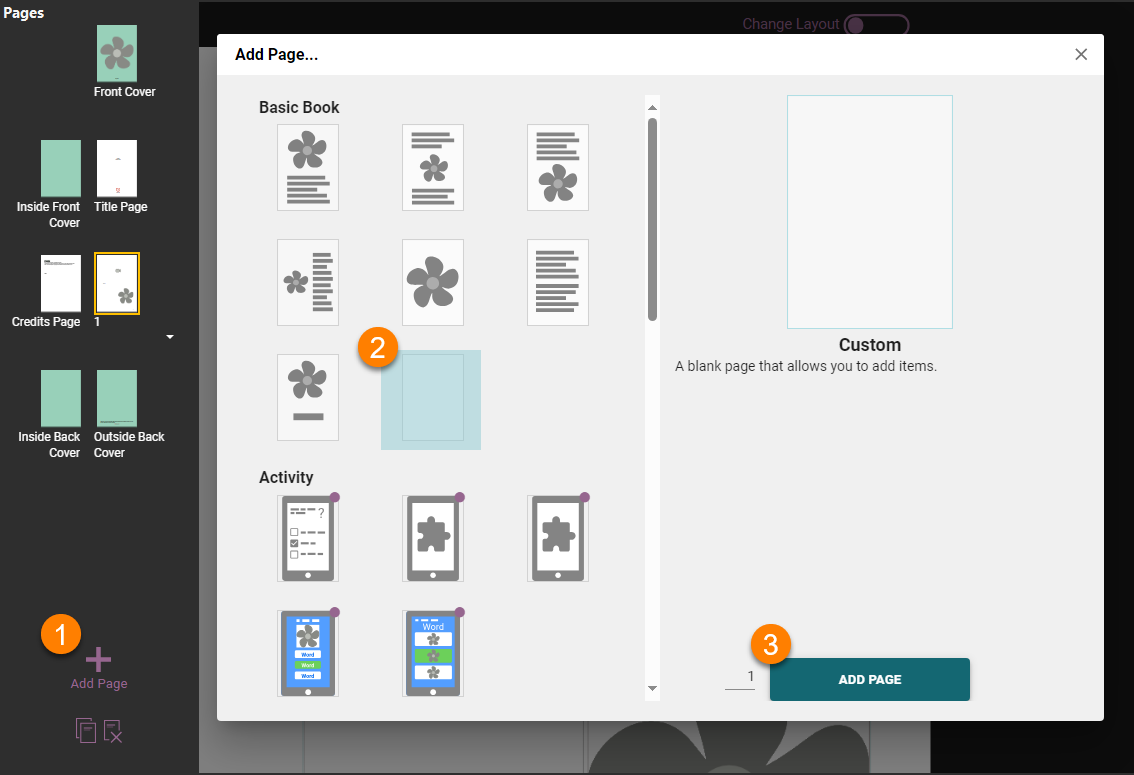 Pages
Change Layout
Add Page...
Front Cover
Inside Front
Cover
Title Page
Credits Page
1
Inside Back
Cover
Outside Back
Cover
1
Add Page
Basic Book
2
Activity
?
Word
Word
Word
Word
Custom
A blank page that allows you to add items.
3
1
ADD PAGE